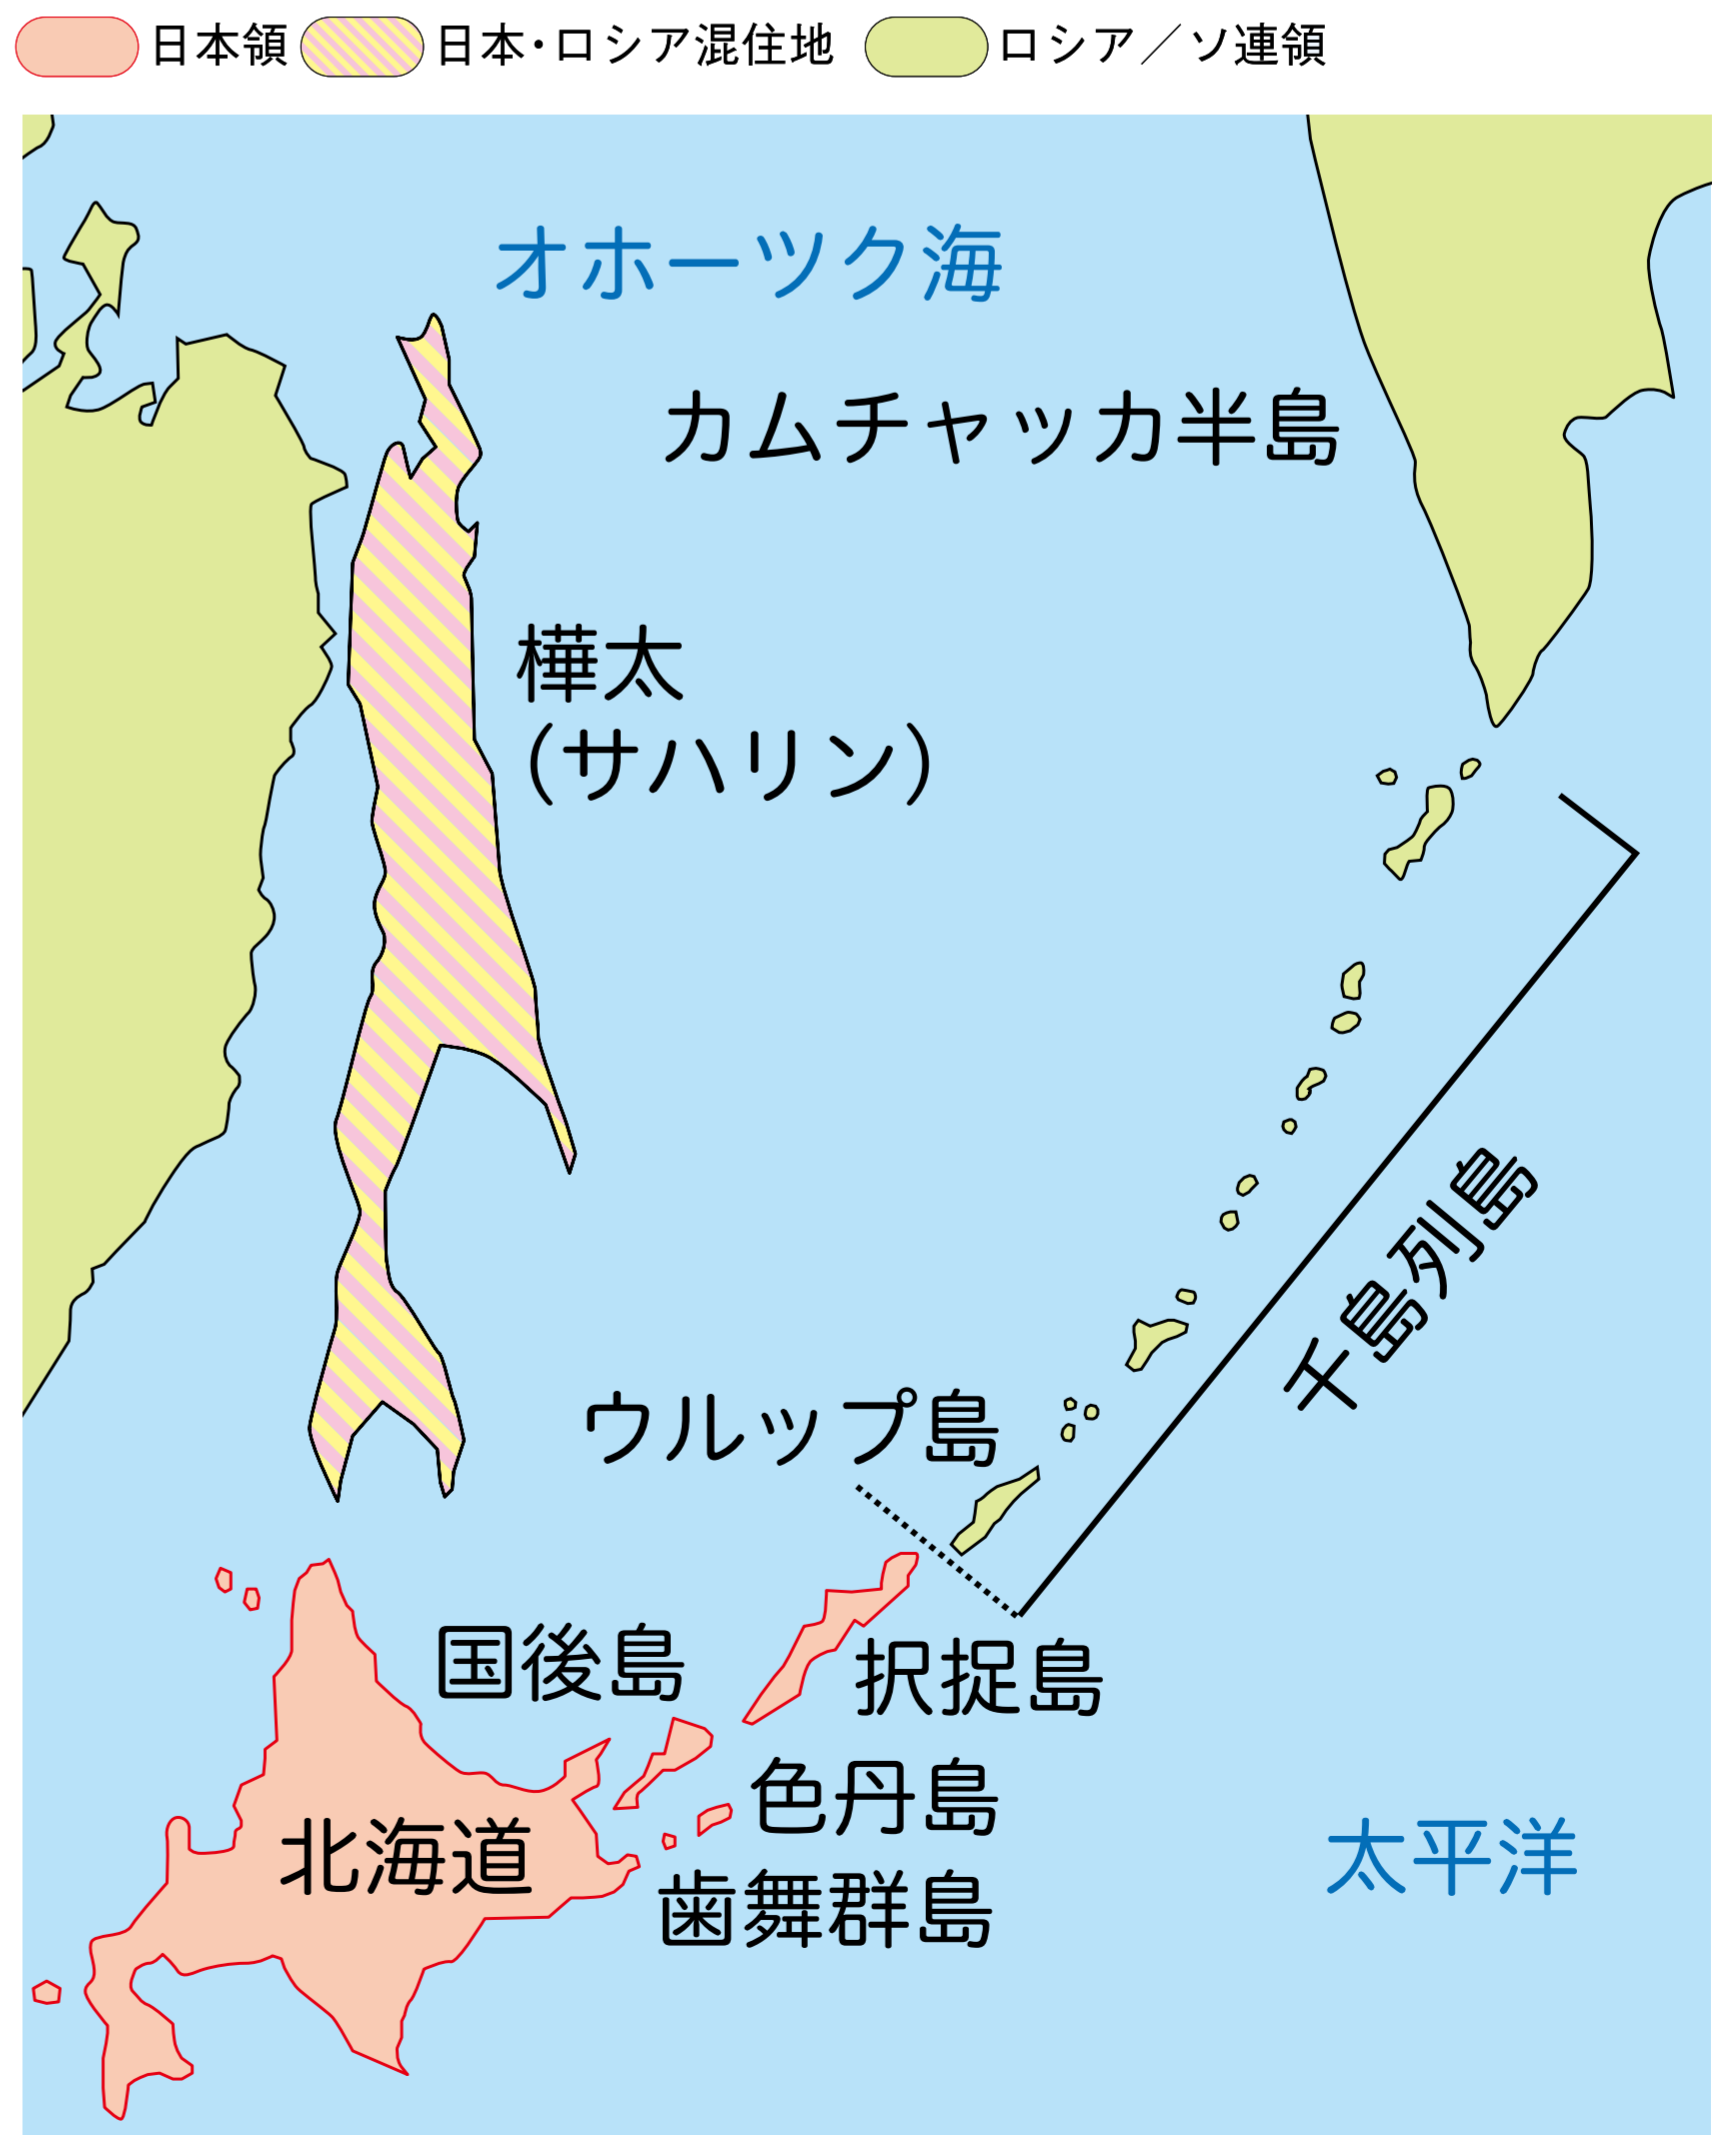 日本領
日本・ロシア混住地
ロシア／ソ連領
オホーツク海
カムチャッカ半島
樺太
（サハリン）
千島列島
ウルップ島
国後島
択捉島
色丹島
北海道
歯舞群島
太平洋